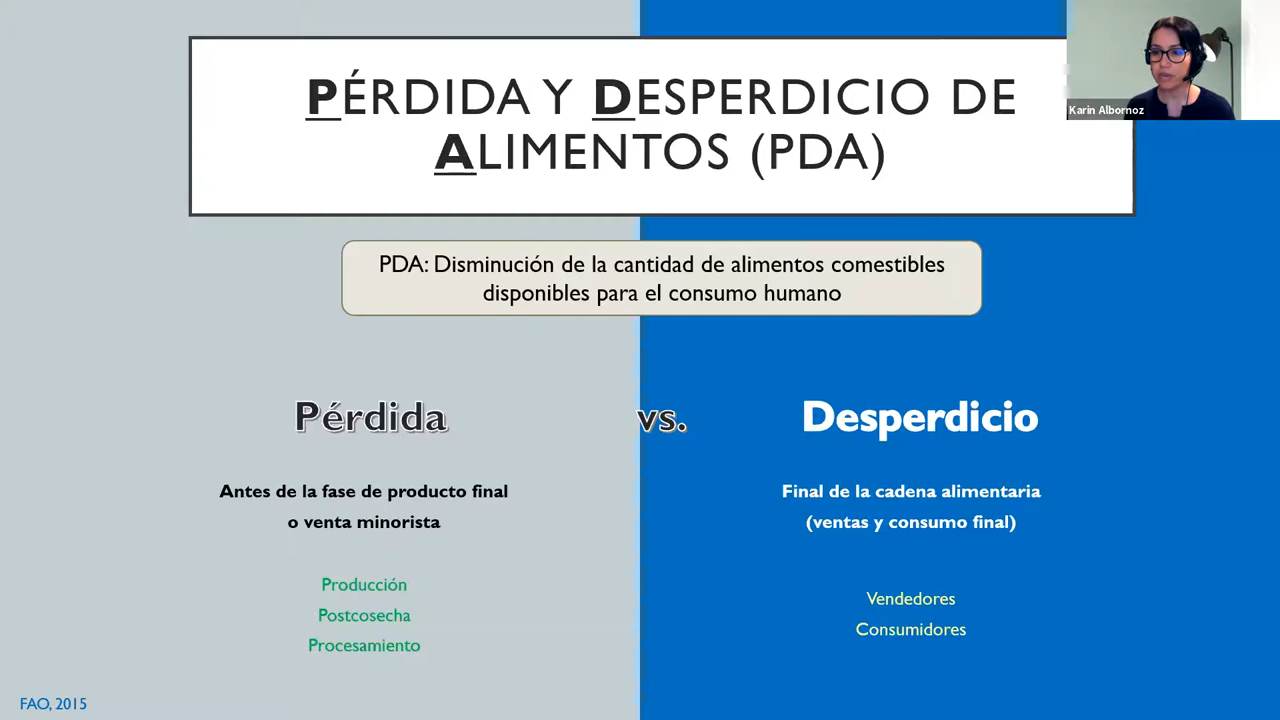 PÉRDIDA Y DESPERDICIO DE
ALIMENTOS (PDA)
Karin Albornoz
PDA: Disminución de la cantidad de alimentos comestibles
disponibles para el consumo humano
Pérdida vs. Desperdicio
Antes de la fase de producto final
o venta minorista
Producción
Postcosecha
Procesamiento
Final de la cadena alimentaria
(ventas y consumo final)
Vendedores
Consumidores
FAO, 2015